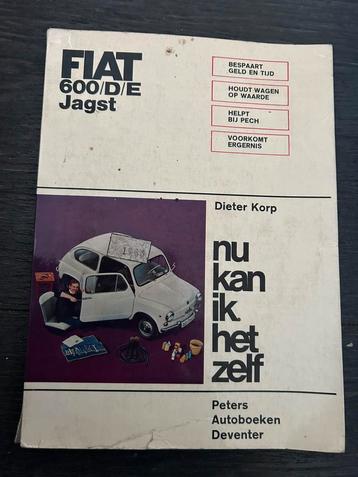 FIAT
600/D/E
Jagst
BESPAART
GELD EN TIJD
HOUDT WAGEN
OP WAARDE
HELPT
BIJ PECH
VOORKOMT
ERGERNIS
Dieter Korp
nu
kan
ik
het
zelf
Peters
Autoboeken
Deventer